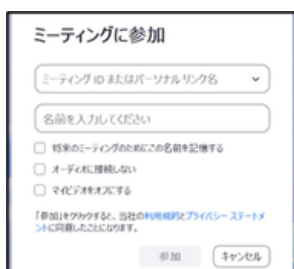 ミーティングに参加
ミーティング ID またはパーソナルリンク名
名前を入力してください
将来のミーティングのためにこの名前を記憶する
オーディオに接続しない
マイビデオをオフにする
「参加」をクリックすると、当社の利用規約とプライバシー ステートメ
ントに同意したことになります。
参加 キャンセル